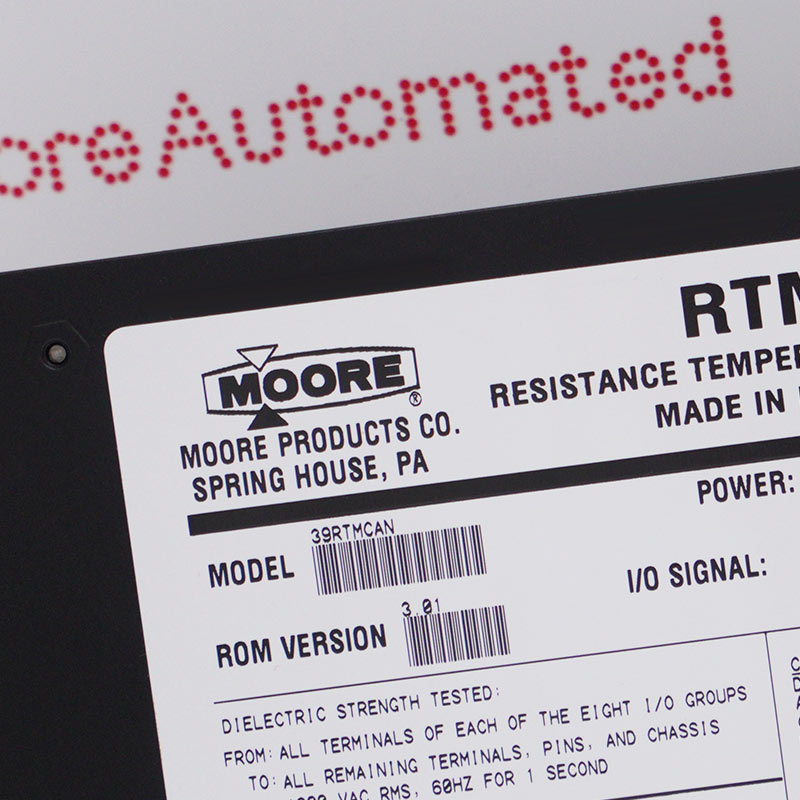 oreAutomated
RTM
RESISTANCE TEMPER
MADE IN
MOORE ®
MOORE PRODUCTS CO.
SPRING HOUSE, PA
POWER:
MODEL 39RTMCAN
I/O SIGNAL:
ROM VERSION 3.01
DIELECTRIC STRENGTH TESTED:
FROM: ALL TERMINALS OF EACH OF THE EIGHT I/O GROUPS
TO: ALL REMAINING TERMINALS, PINS, AND CHASSIS
VAC RMS, 60HZ FOR 1 SECOND